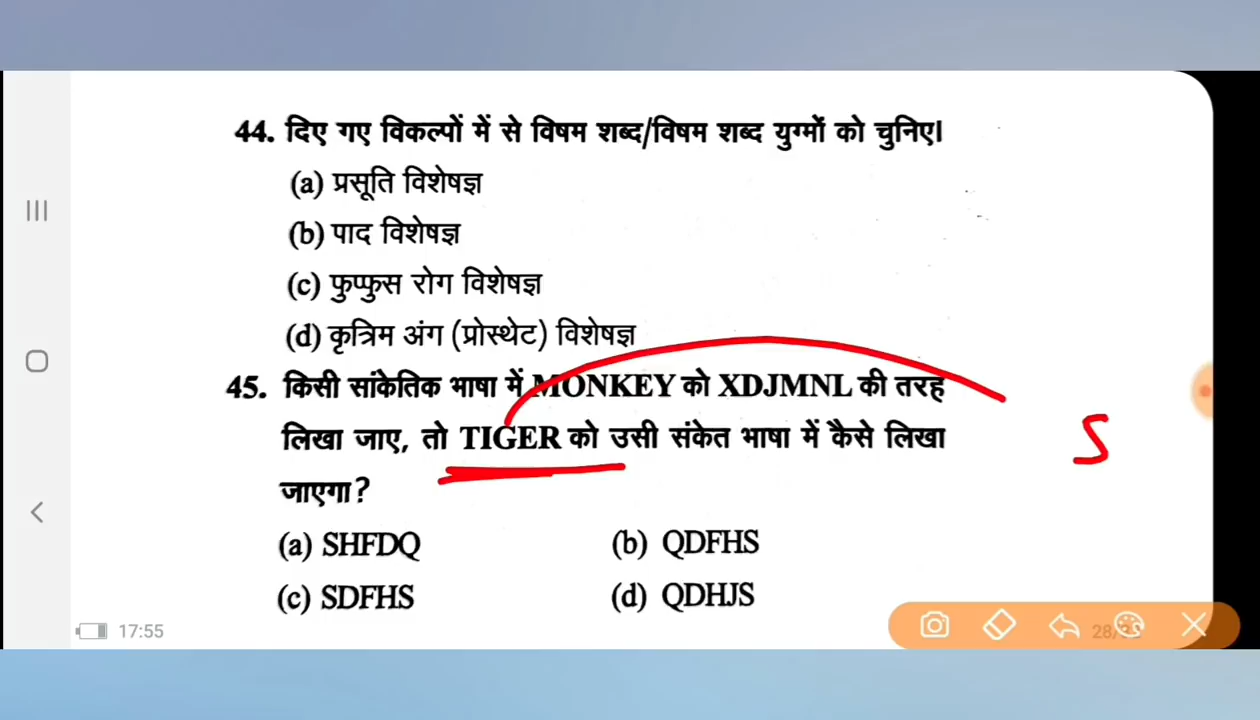 44. दिए गए विकल्पों में से विषम शब्द/विषम शब्द युग्मों को चुनिए।
(a) प्रसूति विशेषज्ञ
(b) पाद विशेषज्ञ
(c) फुप्फुस रोग विशेषज्ञ
(d) कृत्रिम अंग (प्रोस्थेट) विशेषज्ञ
45. किसी सांकेतिक भाषा में MONKEY को XDJMNL की तरह
लिखा जाए, तो TIGER को उसी संकेत भाषा में कैसे लिखा
जाएगा?
S
(a) SHFDQ (b) QDFHS
(c) SDFHS (d) QDHJS
17:55